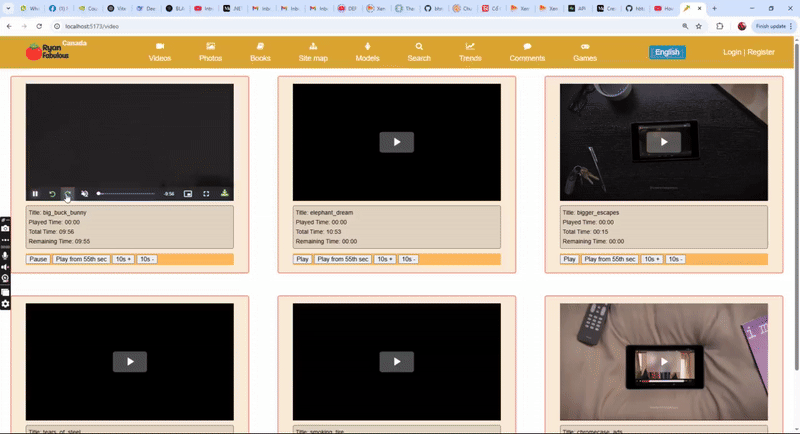 localhost:5173/video
Finish update
Ryan Canada
Fabulous
Videos
Photos
Books
Site map
Models
Search
Trends
Comments
Games
English
Login | Register
-9:56
Title: big_buck_bunny
Played Time: 00:00
Total Time: 09:56
Remaining Time: 09:55
Pause Play from 55th sec 10s + 10s -
Title: elephant_dream
Played Time: 00:00
Total Time: 10:53
Remaining Time: 00:00
Play Play from 55th sec 10s + 10s -
Title: bigger_escapes
Played Time: 00:00
Total Time: 00:15
Remaining Time: 00:00
Play Play from 55th sec 10s + 10s -
i m
Title: tears_of_steel
Title: smoking_fire
Title: chromecase_ads